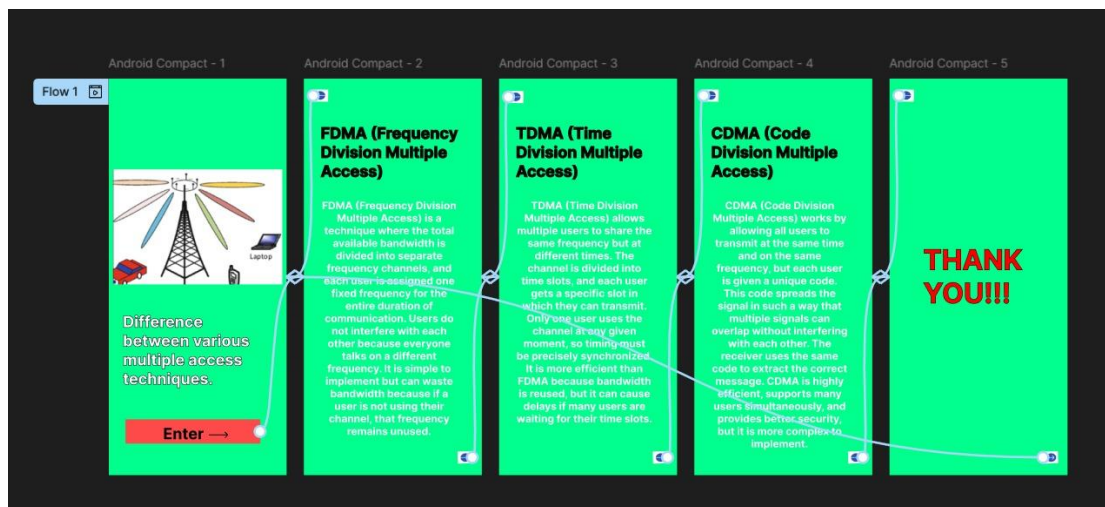 Android Compact - 1
Android Compact - 2
Android Compact - 3
Android Compact - 4
Android Compact - 5
Flow 1
Laptop
Difference
between various
multiple access
techniques.
Enter →
FDMA (Frequency
Division Multiple
Access)
FDMA (Frequency Division
Multiple Access) is a
technique where the total
available bandwidth is
divided into separate
frequency channels, and
each user is assigned one
fixed frequency for the
entire duration of
communication. Users do
not interfere with each
other because everyone
talks on a different
frequency. It is simple to
implement but can waste
bandwidth because if a
user is not using their
channel, that frequency
remains unused.
TDMA (Time
Division Multiple
Access)
TDMA (Time Division
Multiple Access) allows
multiple users to share the
same frequency but at
different times. The
channel is divided into
time slots, and each user
gets a specific slot in
which they can transmit.
Only one user uses the
channel at any given
moment, so timing must
be precisely synchronized.
It is more efficient than
FDMA because bandwidth
is reused, but it can cause
delays if many users are
waiting for their time slots.
CDMA (Code
Division Multiple
Access)
CDMA (Code Division
Multiple Access) works by
allowing all users to
transmit at the same time
and on the same
frequency, but each user
is given a unique code.
This code spreads the
signal in such a way that
multiple signals can
overlap without interfering
with each other. The
receiver uses the same
code to extract the correct
message. CDMA is highly
efficient, supports many
users simultaneously, and
provides better security,
but it is more complex to
implement.
THANK
YOU!!!